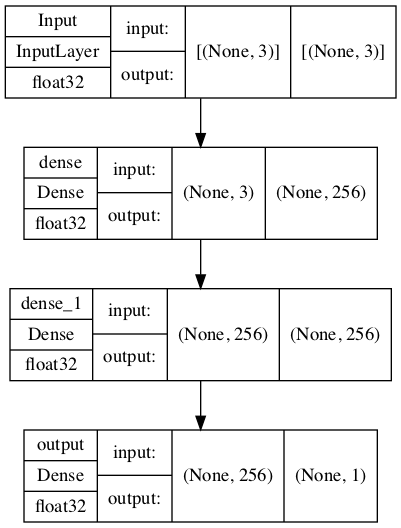 Input
InputLayer
float32
input:
output:
[(None, 3)]
[(None, 3)]
dense
Dense
float32
input:
output:
(None, 3)
(None, 256)
dense_1
Dense
float32
input:
output:
(None, 256)
(None, 256)
output
Dense
float32
input:
output:
(None, 256)
(None, 1)